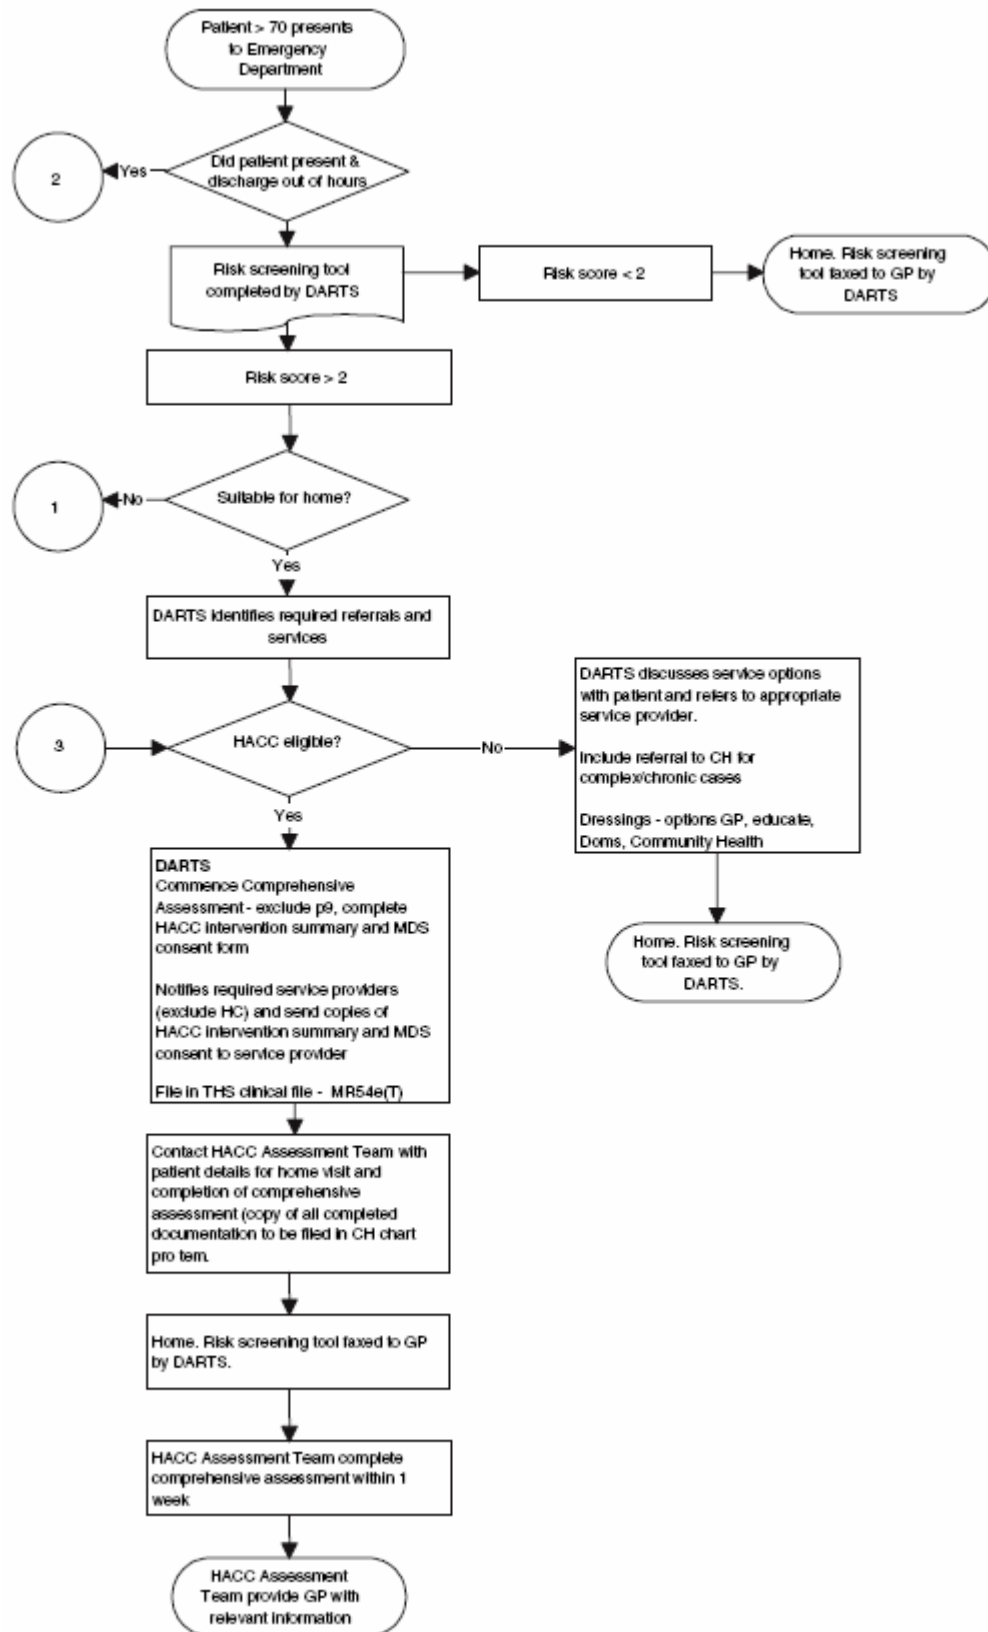 Patient > 70 presents
to Emergency
Department
Did patient present &
discharge out of hours
Yes
2
Risk screening tool
completed by DARTS
Risk score < 2
Home. Risk screening
tool faxed to GP by
DARTS
Risk score > 2
Suitable for home?
No
1
Yes
DARTS identifies required referrals and
services
3
HACC eligible?
No
DARTS discusses service options
with patient and refers to appropriate
service provider.
Include referral to CH for
complex/chronic cases
Dressings - options GP, educate,
Doms, Community Health
Home. Risk screening
tool faxed to GP by
DARTS.
Yes
DARTS
Commence Comprehensive
Assessment - exclude p9, complete
HACC intervention summary and MDS
consent form
Notifies required service providers
(exclude HC) and send copies of
HACC intervention summary and MDS
consent to service provider
File in THS clinical file - MR54e(T)
Contact HACC Assessment Team with
patient details for home visit and
completion of comprehensive
assessment (copy of all completed
documentation to be filed in CH chart
pro tem.
Home. Risk screening tool faxed to GP
by DARTS.
HACC Assessment Team complete
comprehensive assessment within 1
week
HACC Assessment
Team provide GP with
relevant information